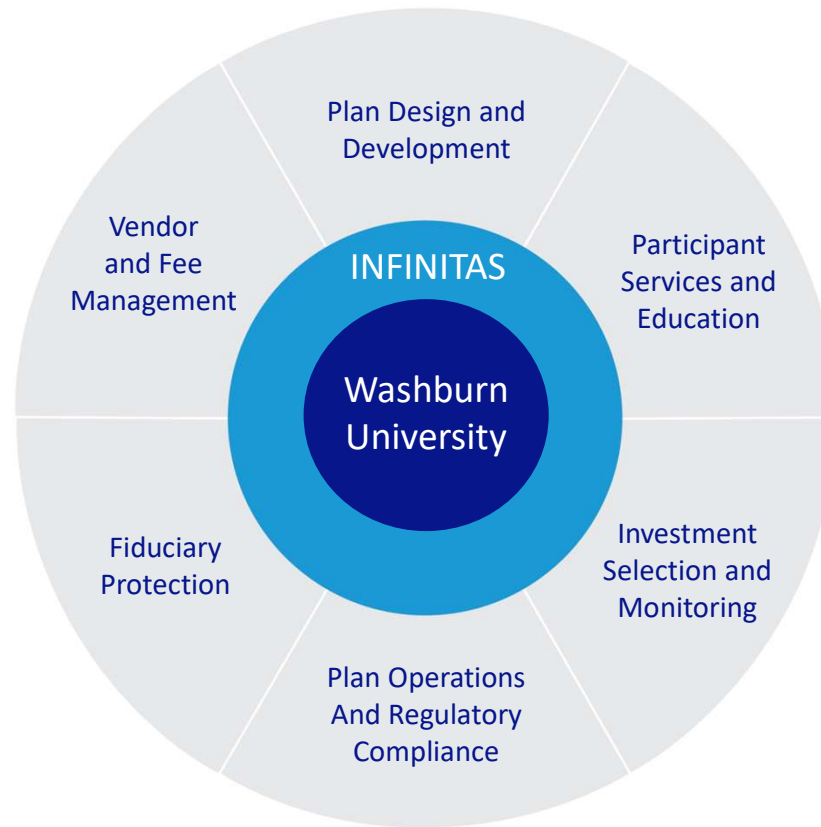 Plan Design and
Development
Participant
Services and
Education
Investment
Selection and
Monitoring
Plan Operations
And Regulatory
Compliance
Fiduciary
Protection
Vendor
and Fee
Management
INFINITAS
Washburn
University